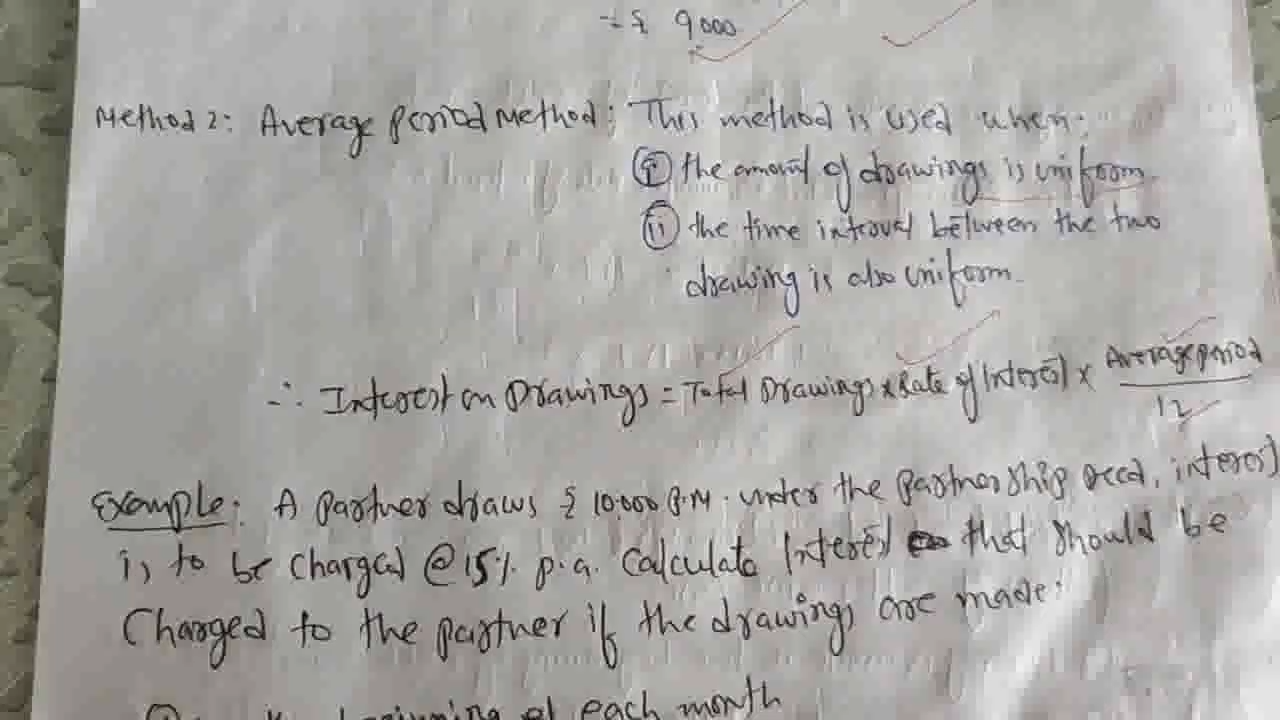 = ₹ 9000
Method 2: Average period Method: This method is used when:
(i) the amount of drawings is uniform.
(ii) the time interval between the two
drawing is also uniform.
∴ Interest on Drawings = Total Drawings × Rate of Interest × Average period / 12
Example: A partner draws ₹ 10,000 P.M. under the partnership deed, interest
is to be charged @ 15% p.a. Calculate Interest that should be
Charged to the partner if the drawings are made:
beginning of each month